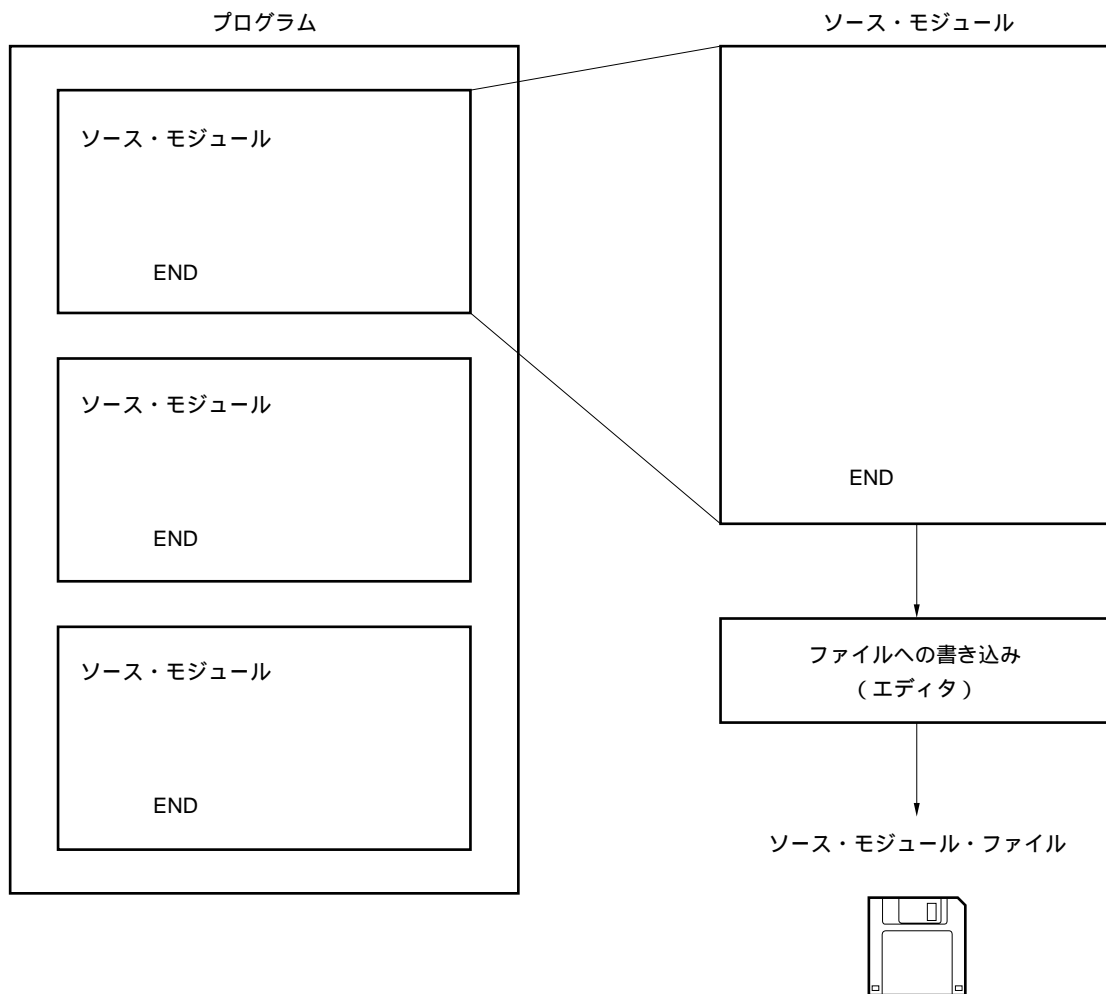 プログラム
ソース・モジュール
END
ソース・モジュール
END
ソース・モジュール
END
ソース・モジュール
END
ファイルへの書き込み
（エディタ）
ソース・モジュール・ファイル